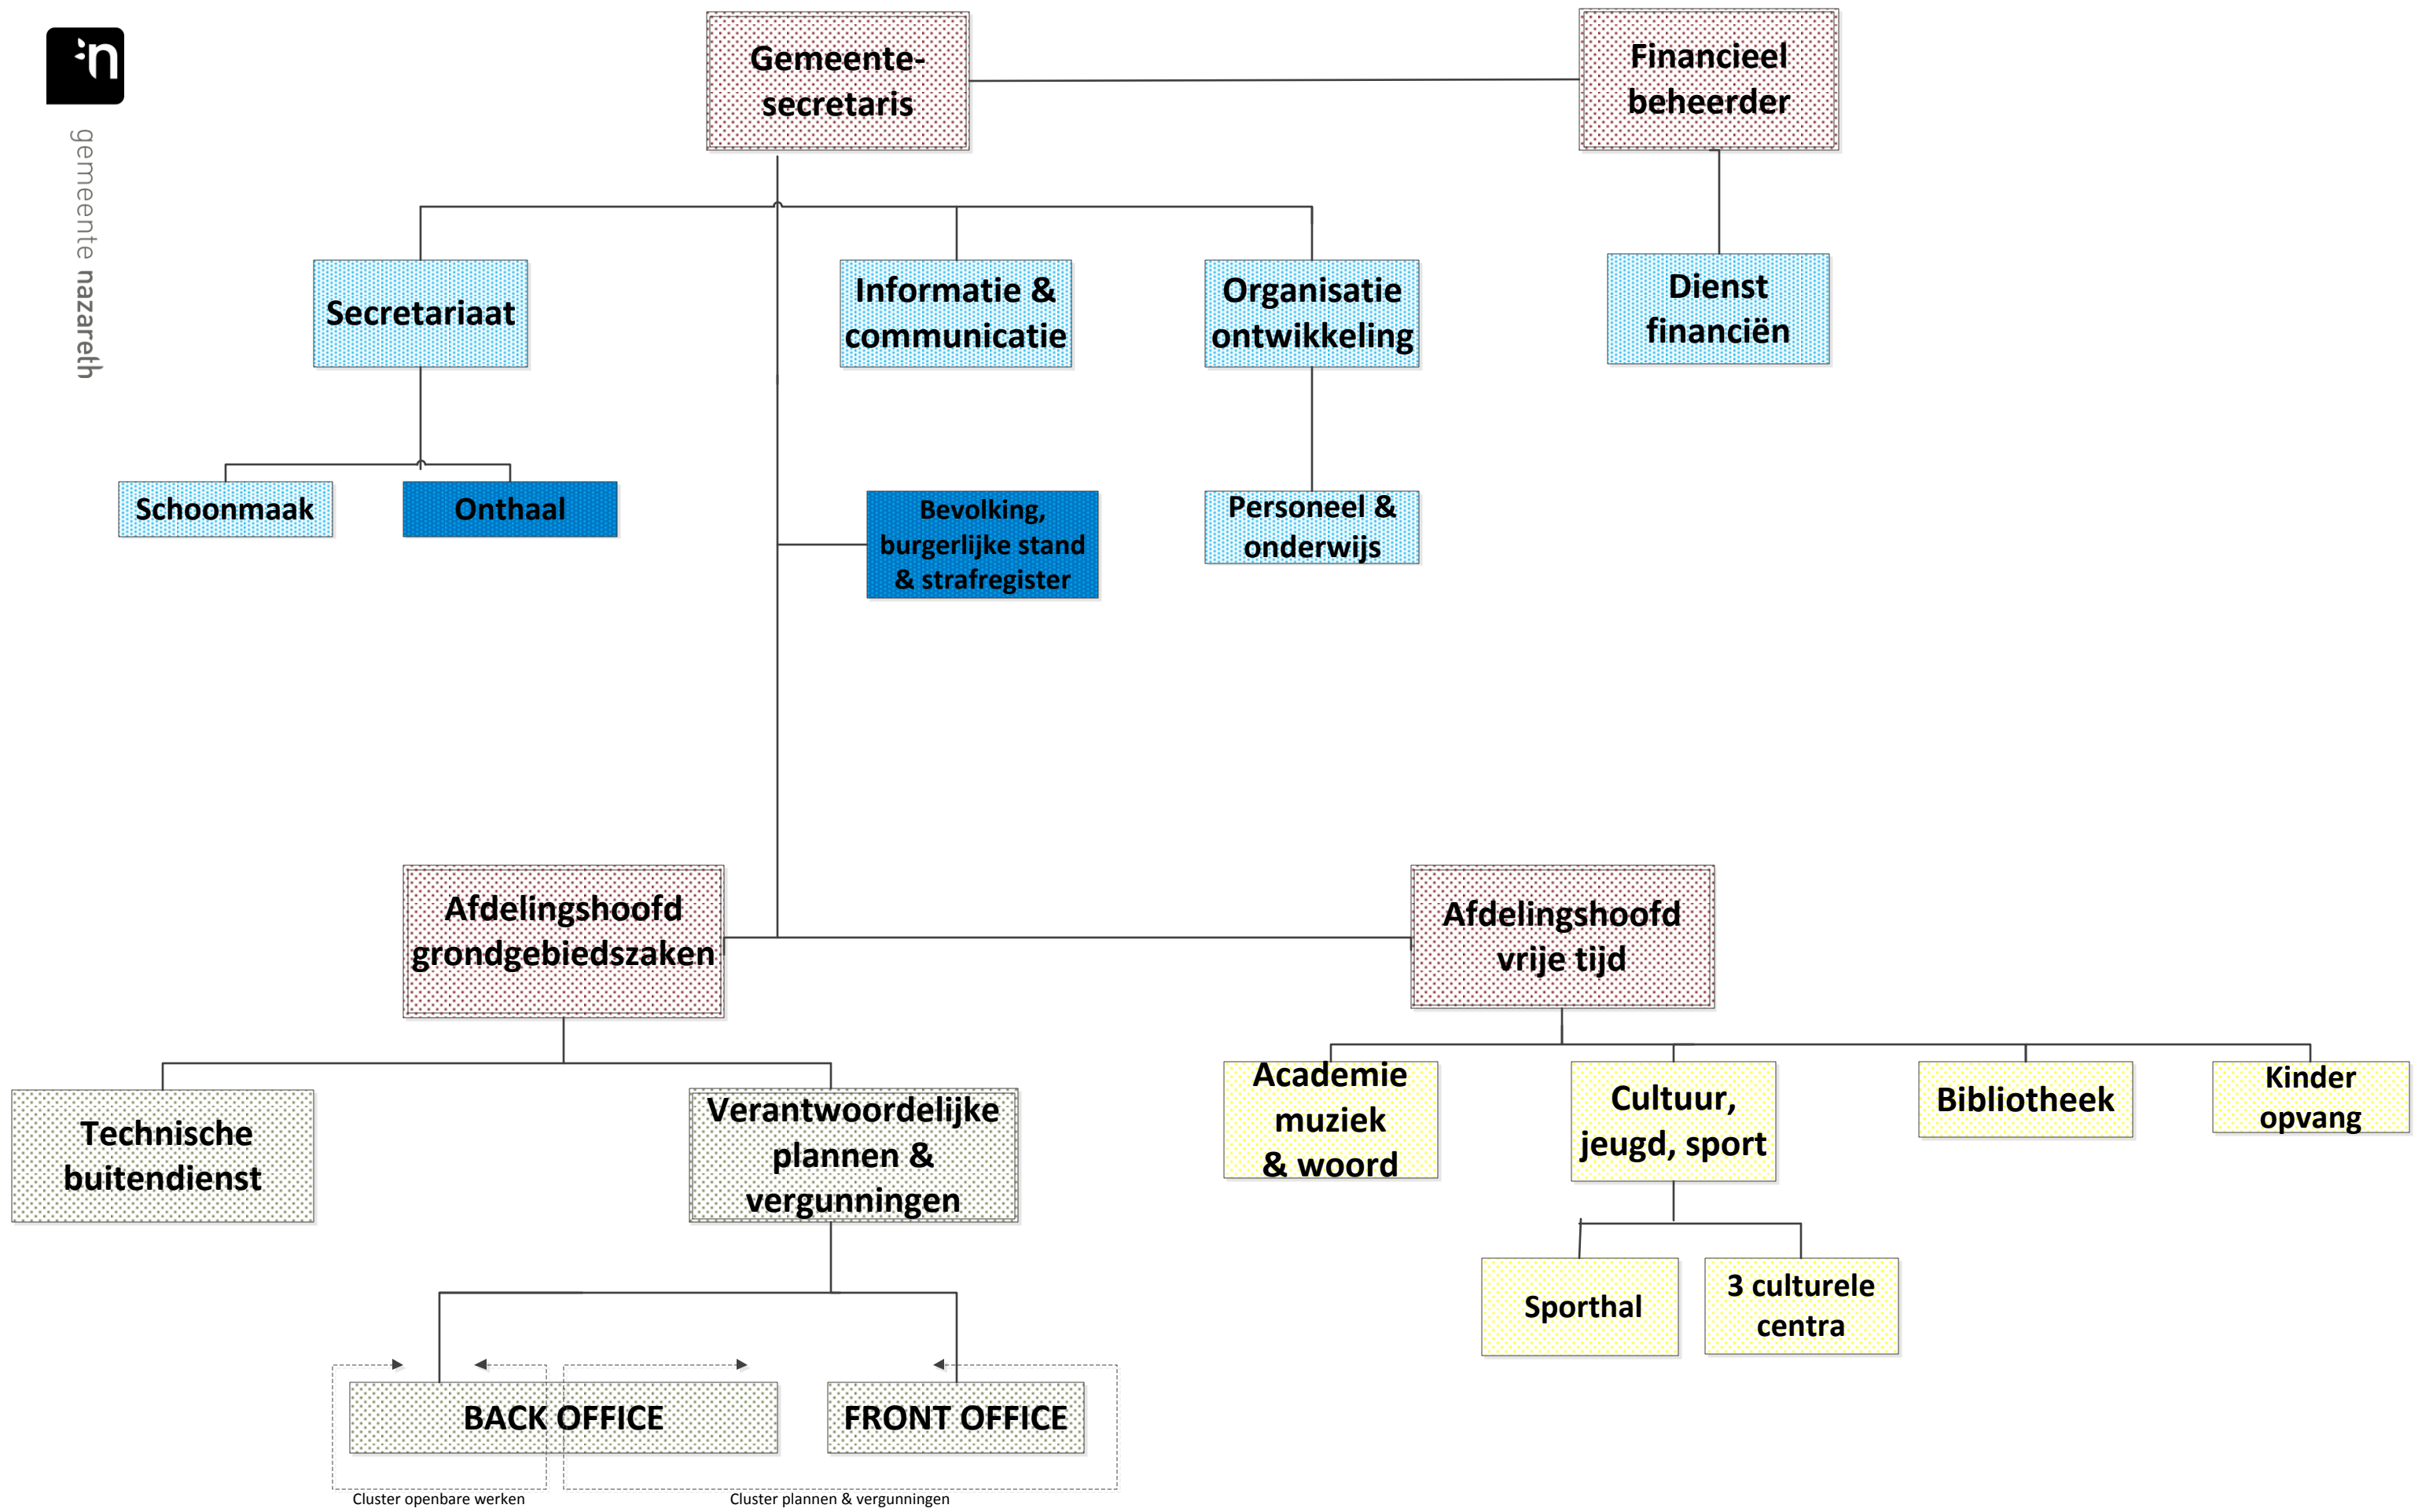 'n
gemeente nazareth
Gemeente-
secretaris
Financieel
beheerder
Secretariaat
Informatie &
communicatie
Organisatie
ontwikkeling
Dienst
financiën
Schoonmaak
Onthaal
Bevolking,
burgerlijke stand
& strafregister
Personeel &
onderwijs
Afdelingshoofd
grondgebiedszaken
Afdelingshoofd
vrije tijd
Technische
buitendienst
Verantwoordelijke
plannen &
vergunningen
Academie
muziek
& woord
Cultuur,
jeugd, sport
Bibliotheek
Kinder
opvang
Sporthal
3 culturele
centra
BACK OFFICE
FRONT OFFICE
Cluster openbare werken
Cluster plannen & vergunningen